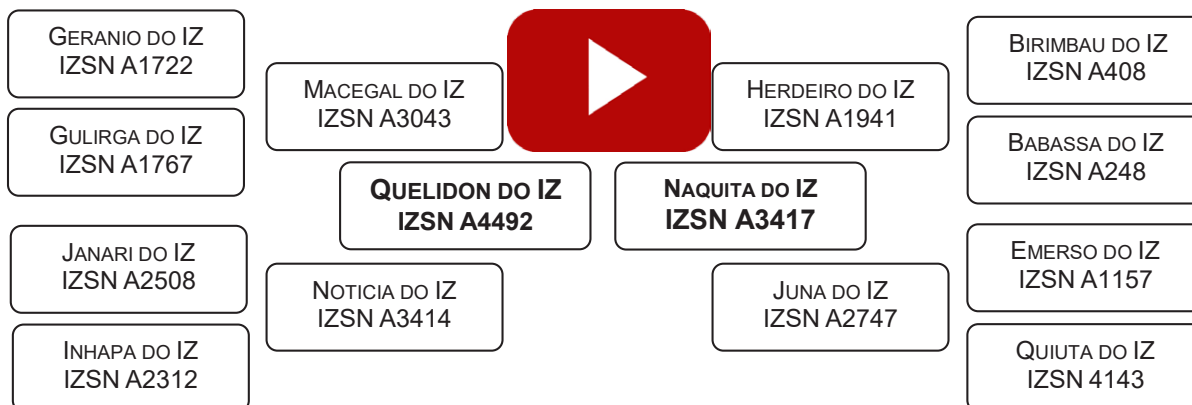 GERANIO DO IZ
IZSN A1722
GULIRGA DO IZ
IZSN A1767
JANARI DO IZ
IZSN A2508
INHAPA DO IZ
IZSN A2312
MACEGAL DO IZ
IZSN A3043
NOTICIA DO IZ
IZSN A3414
QUELIDON DO IZ
IZSN A4492
NAQUITA DO IZ
IZSN A3417
HERDEIRO DO IZ
IZSN A1941
JUNA DO IZ
IZSN A2747
BIRIMBAU DO IZ
IZSN A408
BABASSA DO IZ
IZSN A248
EMERSO DO IZ
IZSN A1157
QUIUTA DO IZ
IZSN 4143